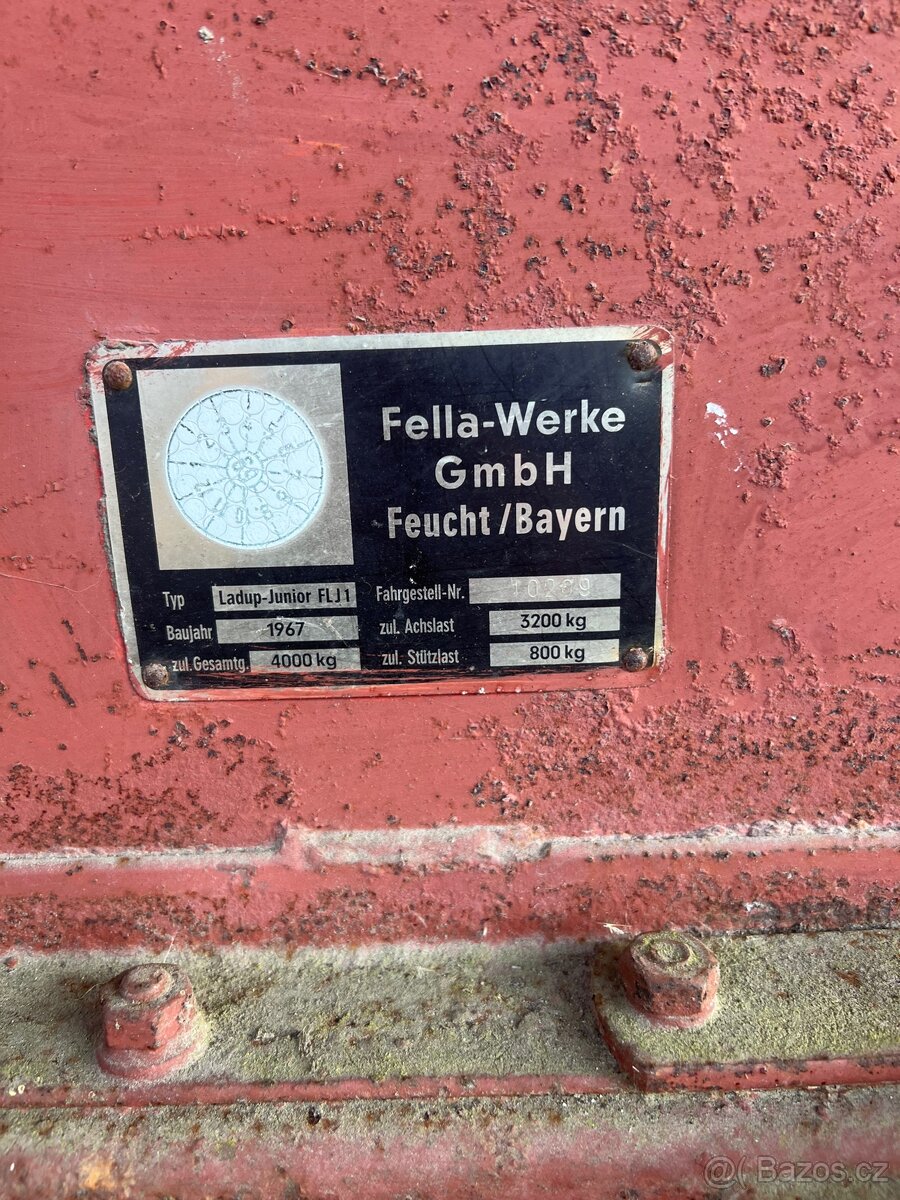 Fella-Werke
GmbH
Feucht/Bayern
Typ Ladup-Junior FLJ1 Fahrgestell-Nr. 10289
Baujahr 1967 zul. Achslast 3200 kg
zul. Gesamtg. 4000 kg zul. Stützlast 800 kg
@ Bazos.cz